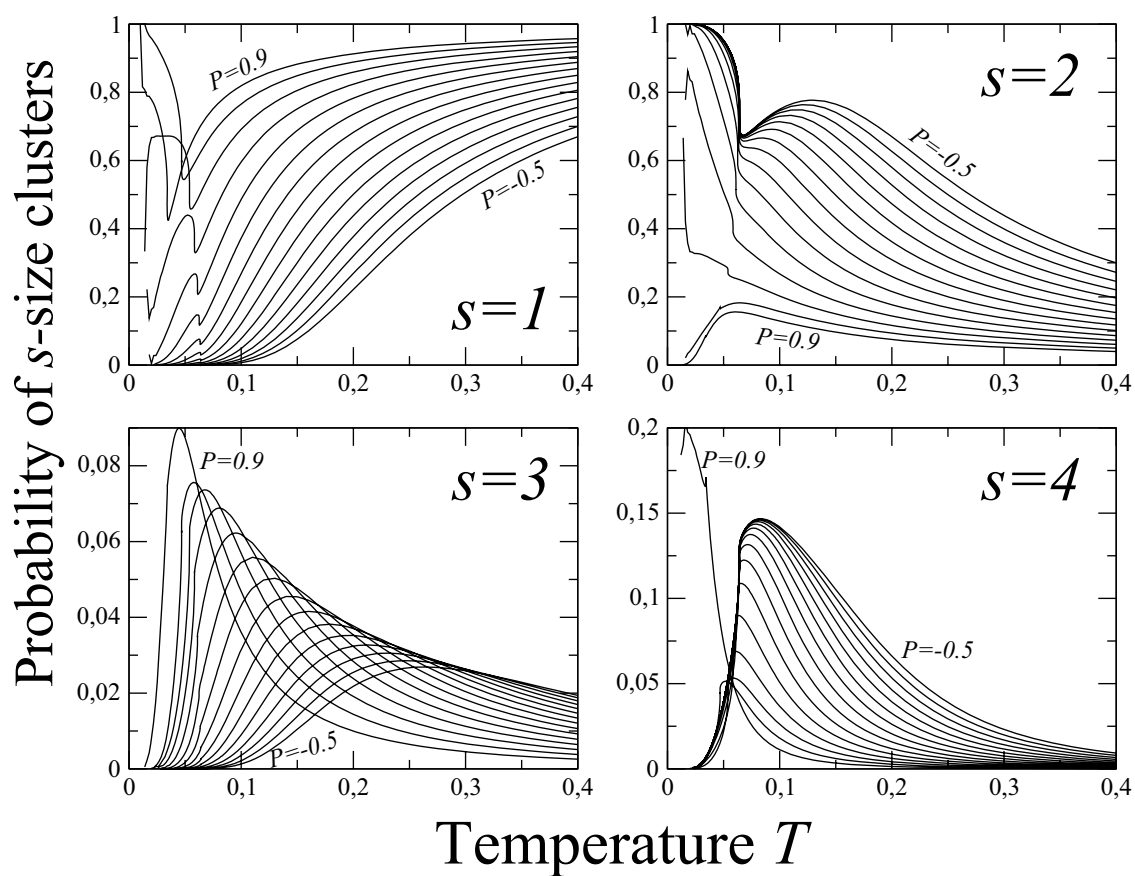 Probability of s-size clusters
1
0,8
0,6
0,4
0,2
0
P=0.9
P=-0.5
s=1
0 0,1 0,2 0,3 0,4
1
0,8
0,6
0,4
0,2
0
s=2
P=-0.5
P=0.9
0 0,1 0,2 0,3 0,4
0,08
0,06
0,04
0,02
0
P=0.9
s=3
P=-0.5
0 0,1 0,2 0,3 0,4
0,2
0,15
0,1
0,05
0
P=0.9
s=4
P=-0.5
0 0,1 0,2 0,3 0,4
Temperature T